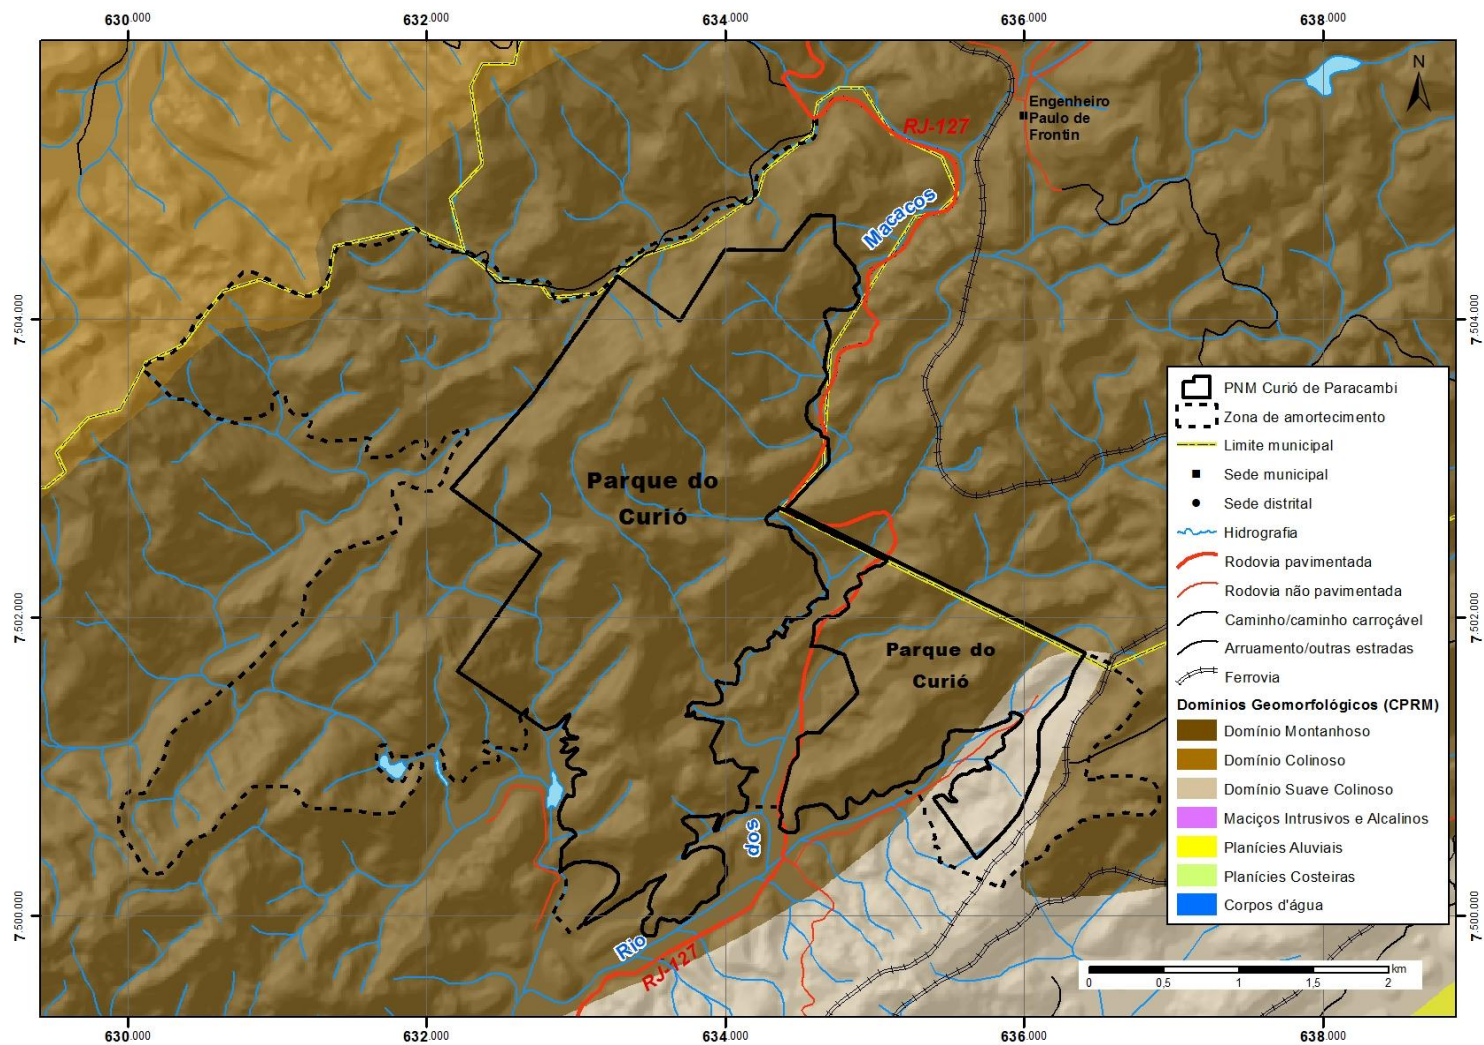 630.000
632.000
634.000
636.000
638.000
N
RJ-127
Engenheiro
Paulo de
Frontin
Macacos
7.504.000
7.504.000
Parque do
Curió
7.502.000
7.502.000
Parque do
Curió
dos
Rio
RJ-127
7.500.000
7.500.000
PNM Curió de Paracambi
Zona de amortecimento
Limite municipal
Sede municipal
Sede distrital
Hidrografia
Rodovia pavimentada
Rodovia não pavimentada
Caminho/caminho carroçável
Arruamento/outras estradas
Ferrovia
Domínios Geomorfológicos (CPRM)
Domínio Montanhoso
Domínio Colinoso
Domínio Suave Colinoso
Maciços Intrusivos e Alcalinos
Planícies Aluviais
Planícies Costeiras
Corpos d'água
km
0 0,5 1 1,5 2
630.000
632.000
634.000
636.000
638.000